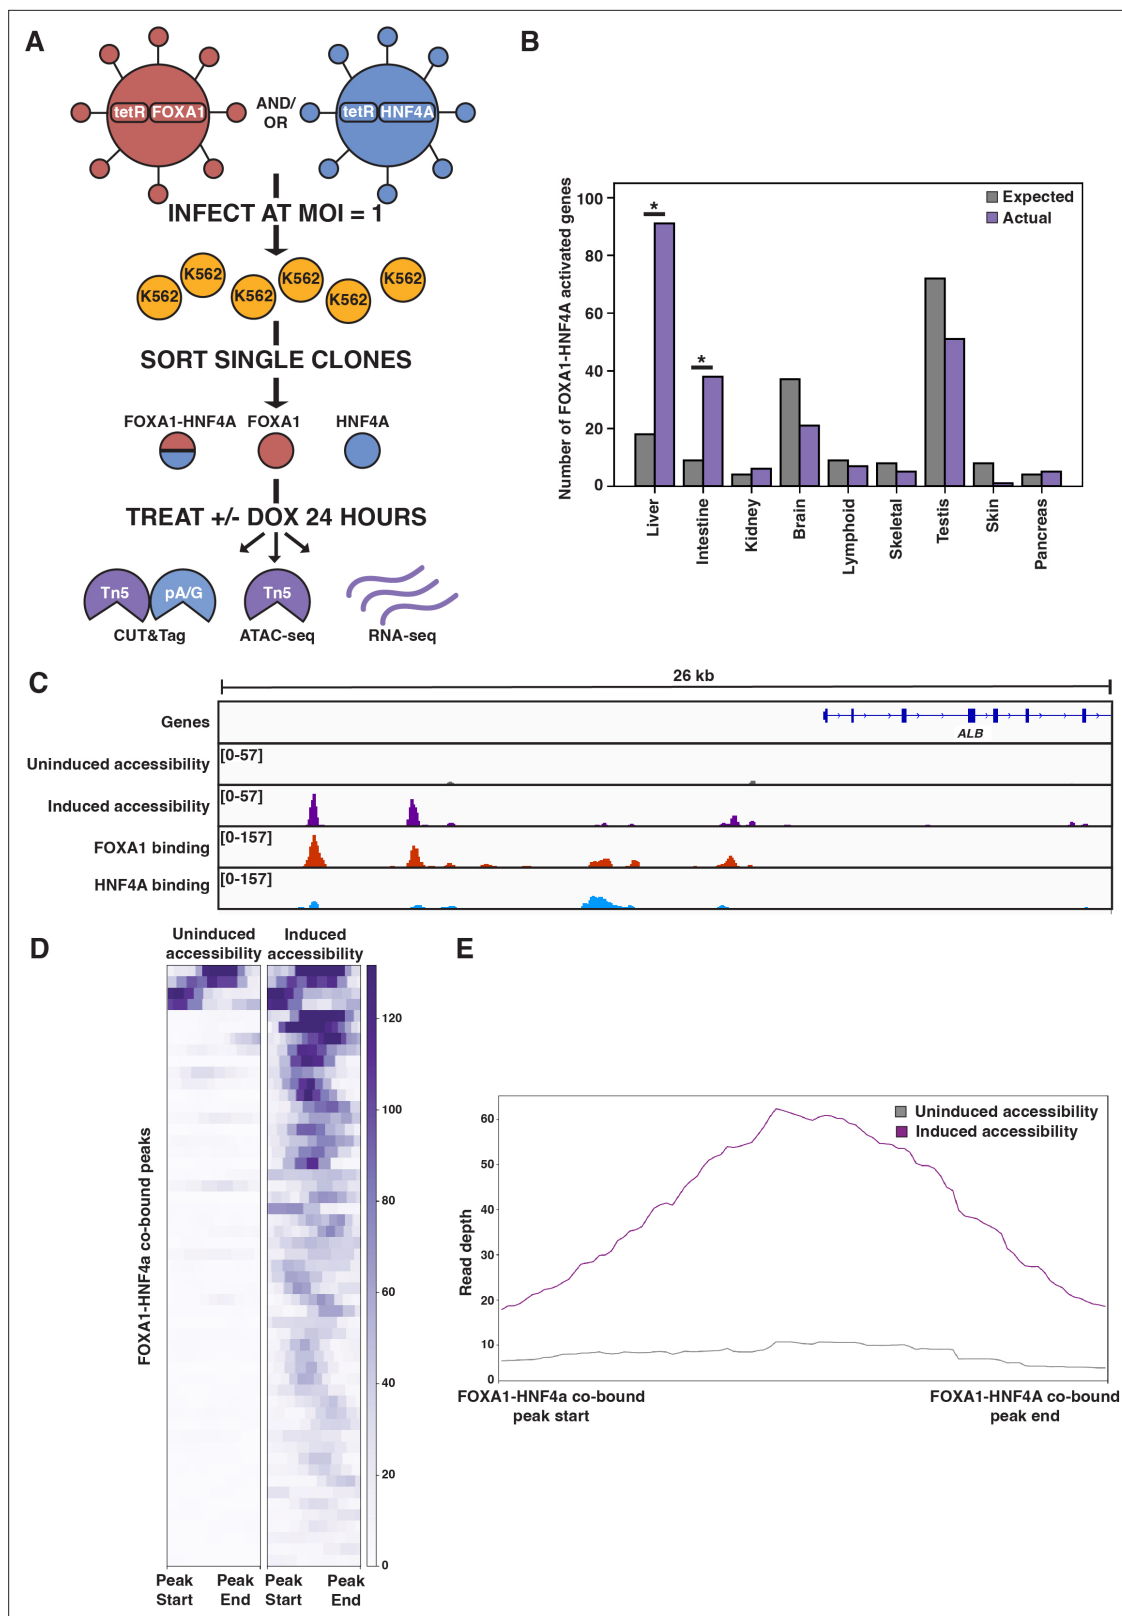 A
tetR FOXA1
AND/
OR
tetR HNF4A
INFECT AT MOI = 1
K562 K562 K562 K562 K562 K562
SORT SINGLE CLONES
FOXA1-HNF4A FOXA1 HNF4A
TREAT +/- DOX 24 HOURS
Tn5 pA/G Tn5
CUT&Tag ATAC-seq RNA-seq
B
Number of FOXA1-HNF4A activated genes
100
80
60
40
20
0
* *
Expected
Actual
Liver
Intestine
Kidney
Brain
Lymphoid
Skeletal
Testis
Skin
Pancreas
C
26 kb
Genes
ALB
Uninduced accessibility [0-57]
Induced accessibility [0-57]
FOXA1 binding [0-157]
HNF4A binding [0-157]
D
Uninduced
accessibility
Induced
accessibility
FOXA1-HNF4a co-bound peaks
120
100
80
60
40
20
0
Peak
Start
Peak
End
Peak
Start
Peak
End
E
Uninduced accessibility
Induced accessibility
Read depth
60
50
40
30
20
10
0
FOXA1-HNF4a co-bound
peak start
FOXA1-HNF4A co-bound
peak end